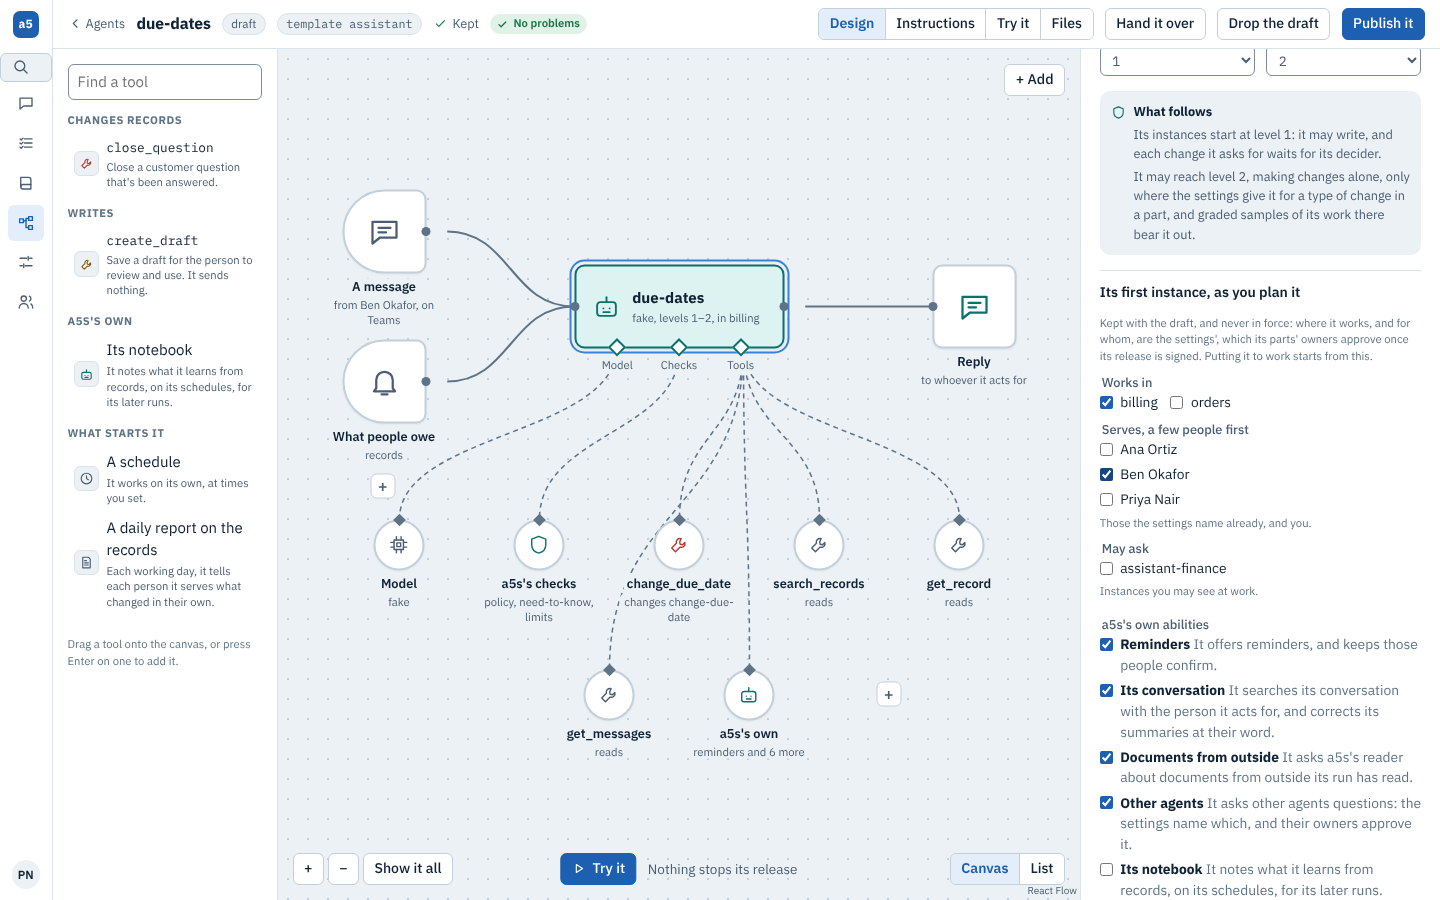 a5
Agents
due-dates
draft
template assistant
Kept
No problems
Design
Instructions
Try it
Files
Hand it over
Drop the draft
Publish it
Find a tool
CHANGES RECORDS
close_question
Close a customer question
that's been answered.
WRITES
create_draft
Save a draft for the person to
review and use. It sends
nothing.
A5S'S OWN
Its notebook
It notes what it learns from
records, on its schedules, for
its later runs.
WHAT STARTS IT
A schedule
It works on its own, at times
you set.
A daily report on the
records
Each working day, it tells
each person it serves what
changed in their own.
Drag a tool onto the canvas, or press
Enter on one to add it.
PN
+ Add
A message
from Ben Okafor, on
Teams
What people owe
records
+
due-dates
fake, levels 1–2, in billing
Model
Checks
Tools
Reply
to whoever it acts for
Model
fake
a5s's checks
policy, need-to-know,
limits
change_due_date
changes change-due-
date
search_records
reads
get_record
reads
get_messages
reads
a5s's own
reminders and 6 more
+
+
−
Show it all
Try it
Nothing stops its release
Canvas
List
React Flow
1
2
What follows
Its instances start at level 1: it may write, and
each change it asks for waits for its decider.
It may reach level 2, making changes alone, only
where the settings give it for a type of change in
a part, and graded samples of its work there
bear it out.
Its first instance, as you plan it
Kept with the draft, and never in force: where it works, and for
whom, are the settings', which its parts' owners approve once
its release is signed. Putting it to work starts from this.
Works in
billing
orders
Serves, a few people first
Ana Ortiz
Ben Okafor
Priya Nair
Those the settings name already, and you.
May ask
assistant-finance
Instances you may see at work.
a5s's own abilities
Reminders It offers reminders, and keeps those
people confirm.
Its conversation It searches its conversation
with the person it acts for, and corrects its
summaries at their word.
Documents from outside It asks a5s's reader
about documents from outside its run has read.
Other agents It asks other agents questions: the
settings name which, and their owners approve
it.
Its notebook It notes what it learns from
records, on its schedules, for its later runs.